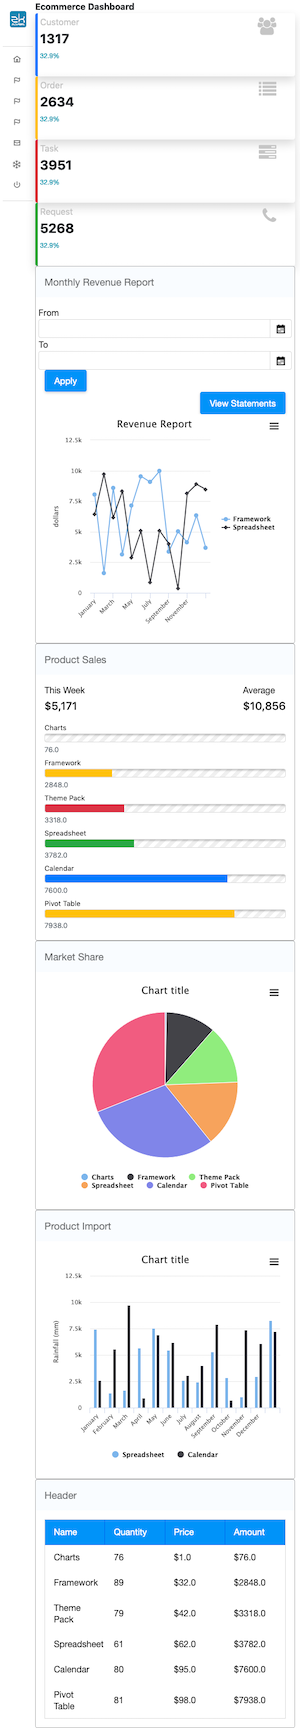 Ecommerce Dashboard
Customer
1317
32.9%
Order
2634
32.9%
Task
3951
32.9%
Request
5268
32.9%
Monthly Revenue Report
From
To
Apply
View Statements
Revenue Report
12.5k
10k
7.5k
5k
2.5k
0
dollars
January
March
May
July
September
November
Framework
Spreadsheet
Product Sales
This Week Average
$5,171 $10,856
Charts
76.0
Framework
2848.0
Theme Pack
3318.0
Spreadsheet
3782.0
Calendar
7600.0
Pivot Table
7938.0
Market Share
Chart title
Charts Framework Theme Pack
Spreadsheet Calendar Pivot Table
Product Import
Chart title
12.5k
10k
7.5k
5k
2.5k
0
Rainfall (mm)
January
February
March
April
May
June
July
August
September
October
November
December
Spreadsheet Calendar
Header
Name Quantity Price Amount
Charts 76 $1.0 $76.0
Framework 89 $32.0 $2848.0
Theme
Pack 79 $42.0 $3318.0
Spreadsheet 61 $62.0 $3782.0
Calendar 80 $95.0 $7600.0
Pivot
Table 81 $98.0 $7938.0